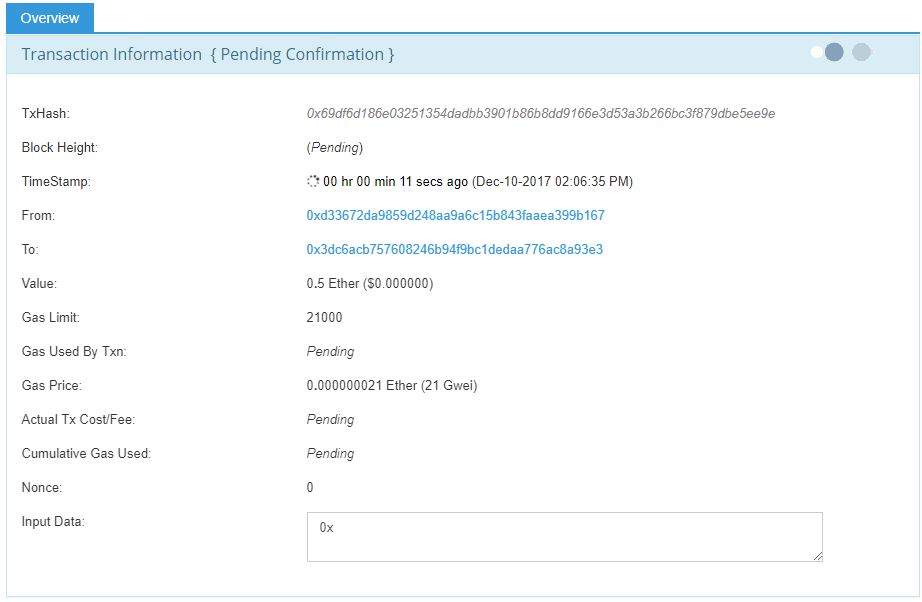 Overview
Transaction Information { Pending Confirmation }
TxHash: 0x69df6d186e03251354dadbb3901b86b8dd9166e3d53a3b266bc3f879dbe5ee9e
Block Height: (Pending)
TimeStamp: 00 hr 00 min 11 secs ago (Dec-10-2017 02:06:35 PM)
From: 0xd33672da9859d248aa9a6c15b843faaea399b167
To: 0x3dc6acb757608246b94f9bc1dedaa776ac8a93e3
Value: 0.5 Ether ($0.000000)
Gas Limit: 21000
Gas Used By Txn: Pending
Gas Price: 0.000000021 Ether (21 Gwei)
Actual Tx Cost/Fee: Pending
Cumulative Gas Used: Pending
Nonce: 0
Input Data: 0x